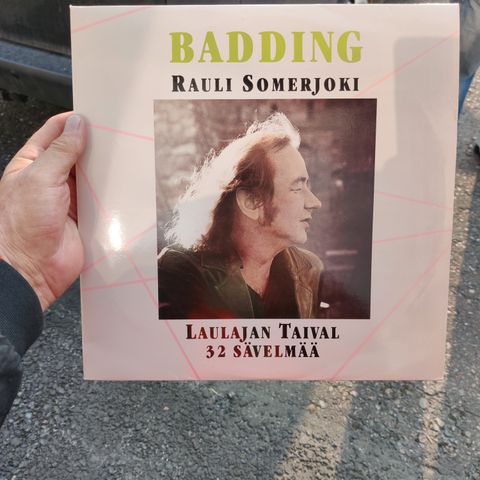 BADDING
RAULI SOMERJOKI
LAULAJAN TAIVAL
32 SÄVELMÄÄ